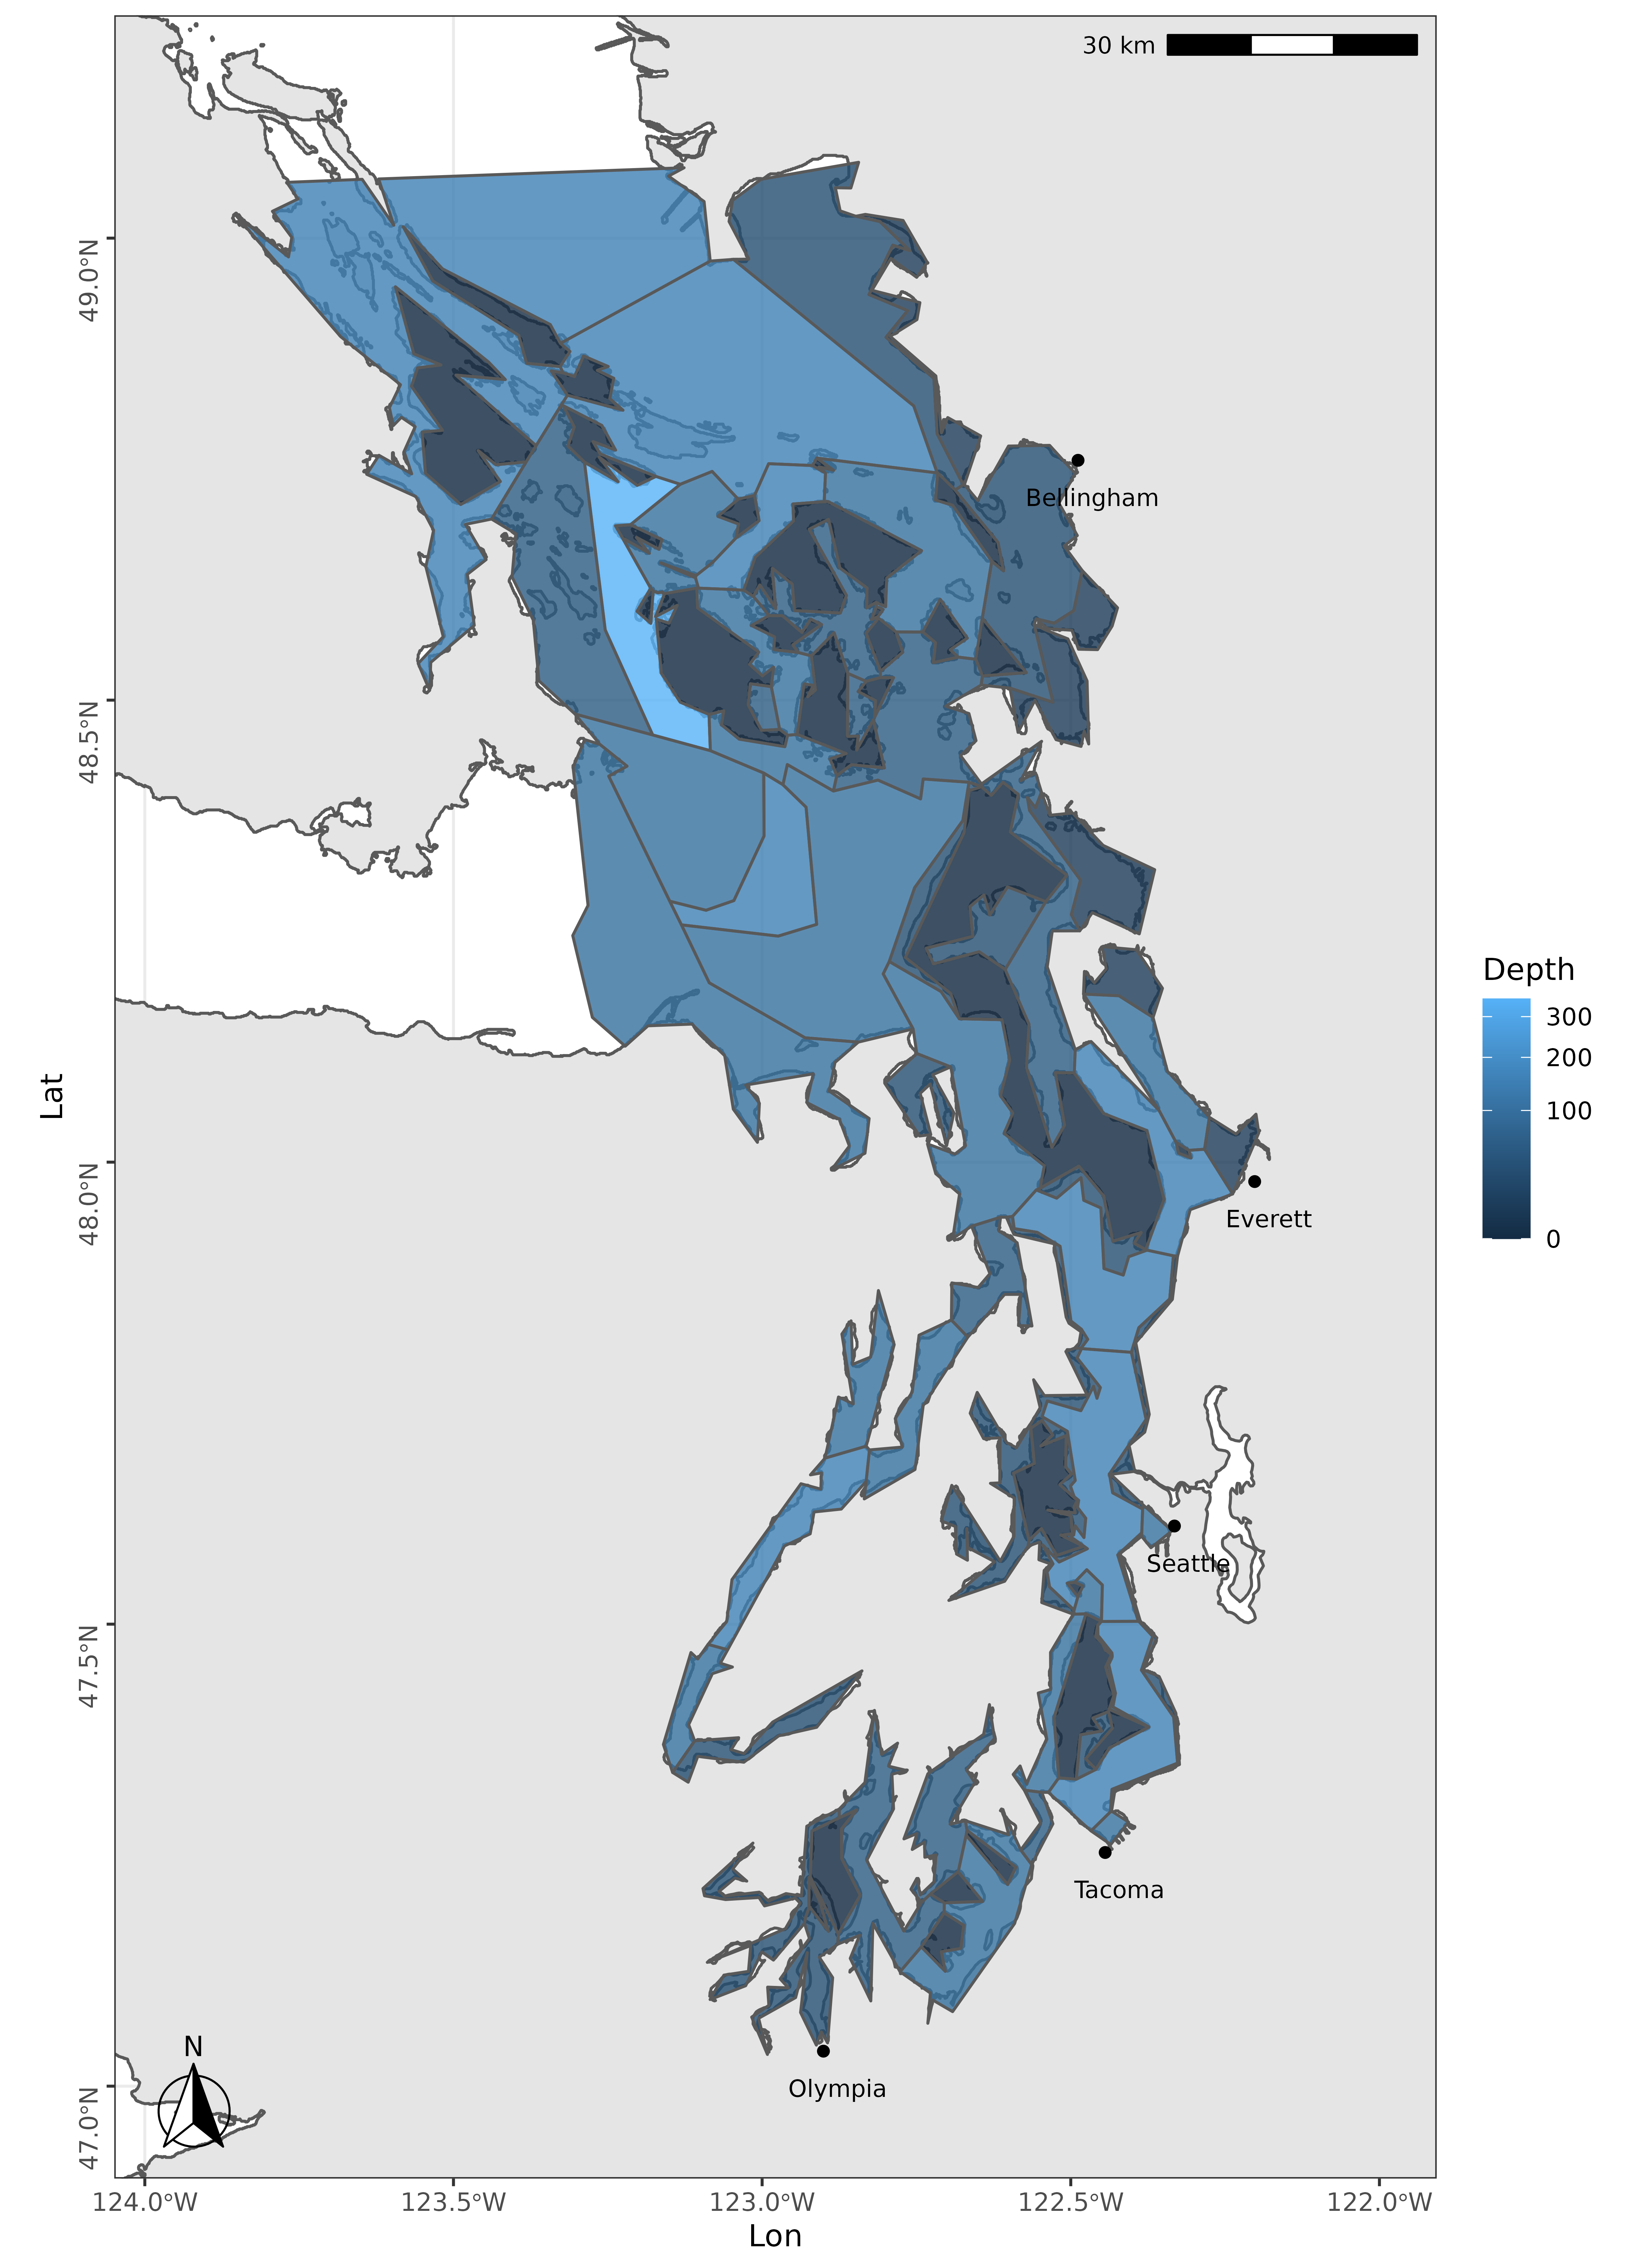 30 km
49.0°N
48.5°N
48.0°N
47.5°N
47.0°N
Lat
Bellingham
Everett
Seattle
Tacoma
Olympia
N
124.0°W 123.5°W 123.0°W 122.5°W 122.0°W
Lon
Depth
300
200
100
0